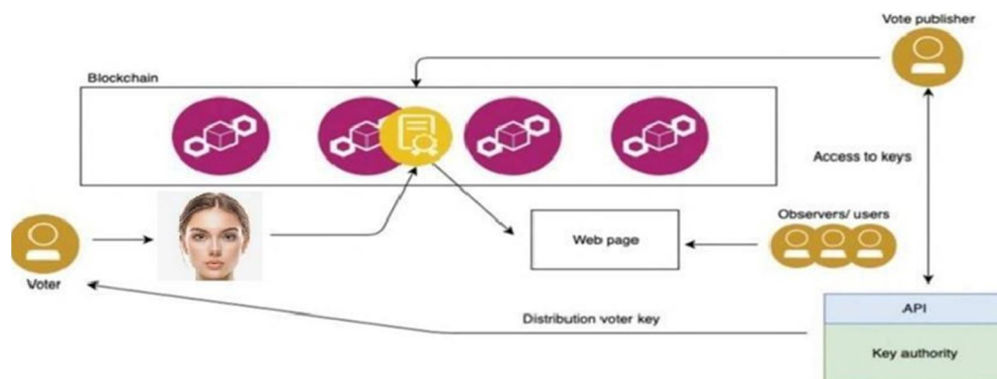 Vote publisher
Blockchain
Access to keys
Observers/ users
Web page
Voter
API
Distribution voter key
Key authority